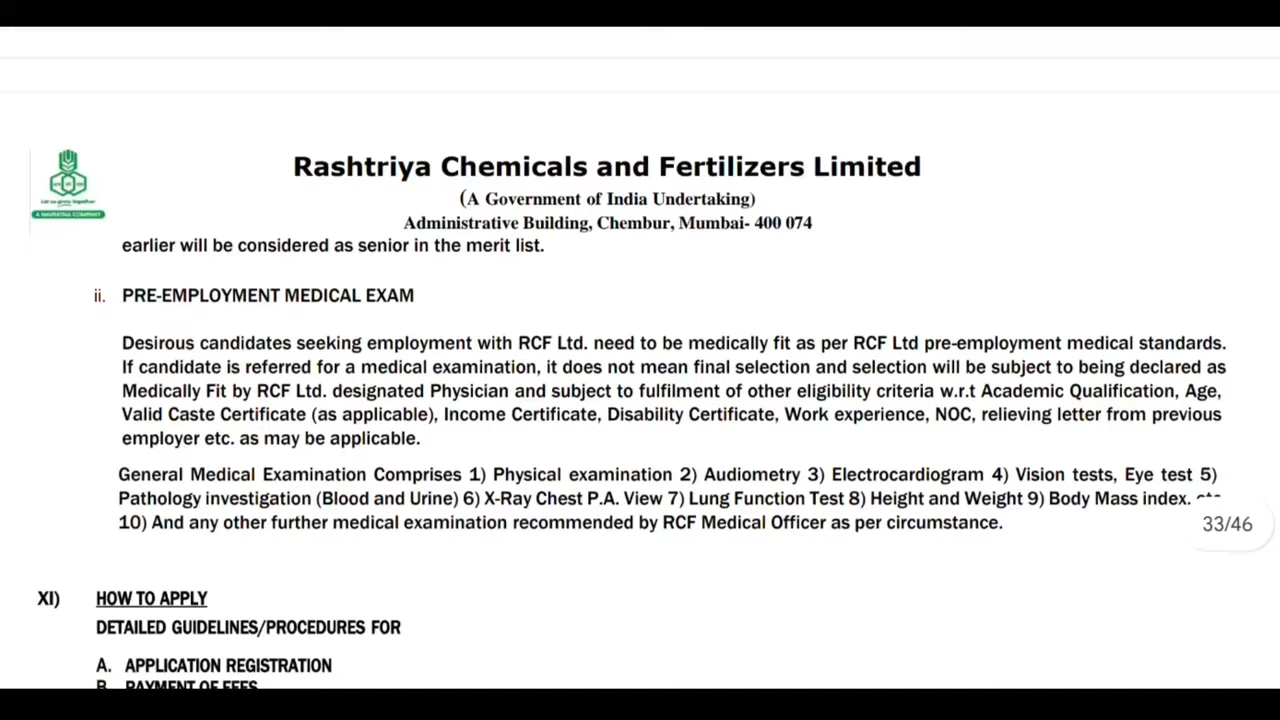 Rashtriya Chemicals and Fertilizers Limited
(A Government of India Undertaking)
Administrative Building, Chembur, Mumbai- 400 074
Let us grow together
A NAVRATNA COMPANY
earlier will be considered as senior in the merit list.
ii. PRE-EMPLOYMENT MEDICAL EXAM
Desirous candidates seeking employment with RCF Ltd. need to be medically fit as per RCF Ltd pre-employment medical standards.
If candidate is referred for a medical examination, it does not mean final selection and selection will be subject to being declared as
Medically Fit by RCF Ltd. designated Physician and subject to fulfilment of other eligibility criteria w.r.t Academic Qualification, Age,
Valid Caste Certificate (as applicable), Income Certificate, Disability Certificate, Work experience, NOC, relieving letter from previous
employer etc. as may be applicable.
General Medical Examination Comprises 1) Physical examination 2) Audiometry 3) Electrocardiogram 4) Vision tests, Eye test 5)
Pathology investigation (Blood and Urine) 6) X-Ray Chest P.A. View 7) Lung Function Test 8) Height and Weight 9) Body Mass index.
10) And any other further medical examination recommended by RCF Medical Officer as per circumstance.
33/46
XI) HOW TO APPLY
DETAILED GUIDELINES/PROCEDURES FOR
A. APPLICATION REGISTRATION
B. PAYMENT OF FEES